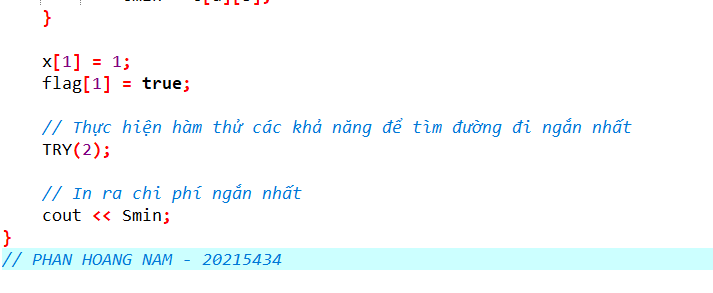 }
x[1] = 1;
flag[1] = true;
// Thực hiện hàm thử các khả năng để tìm đường đi ngắn nhất
TRY(2);
// In ra chi phí ngắn nhất
cout << Smin;
}
// PHAN HOANG NAM - 20215434